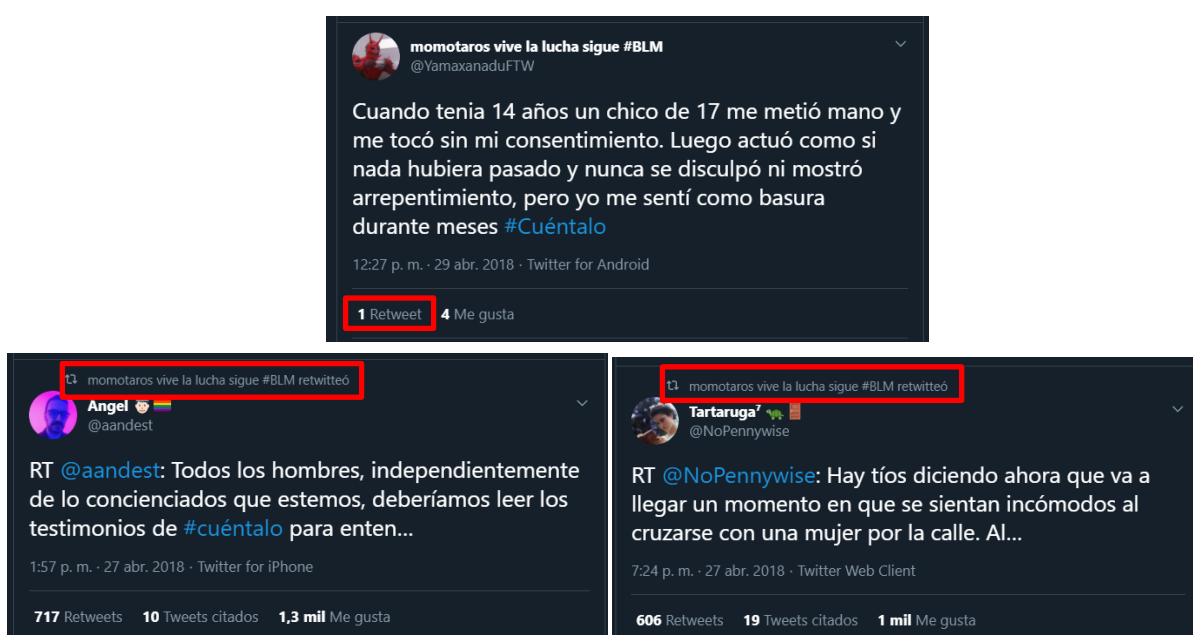 momotaros vive la lucha sigue #BLM
@YamaxanaduFTW
Cuando tenia 14 años un chico de 17 me metió mano y
me tocó sin mi consentimiento. Luego actuó como si
nada hubiera pasado y nunca se disculpó ni mostró
arrepentimiento, pero yo me sentí como basura
durante meses #Cuéntalo
12:27 p. m. · 29 abr. 2018 · Twitter for Android
1 Retweet 4 Me gusta
momotaros vive la lucha sigue #BLM retwitteó
Angel
@aandest
RT @aandest: Todos los hombres, independientemente
de lo concienciados que estemos, deberíamos leer los
testimonios de #cuéntalo para enten...
1:57 p. m. · 27 abr. 2018 · Twitter for iPhone
717 Retweets 10 Tweets citados 1,3 mil Me gusta
momotaros vive la lucha sigue #BLM retwitteó
Tartaruga⁷
@NoPennywise
RT @NoPennywise: Hay tíos diciendo ahora que va a
llegar un momento en que se sientan incómodos al
cruzarse con una mujer por la calle. Al...
7:24 p. m. · 27 abr. 2018 · Twitter Web Client
606 Retweets 19 Tweets citados 1 mil Me gusta